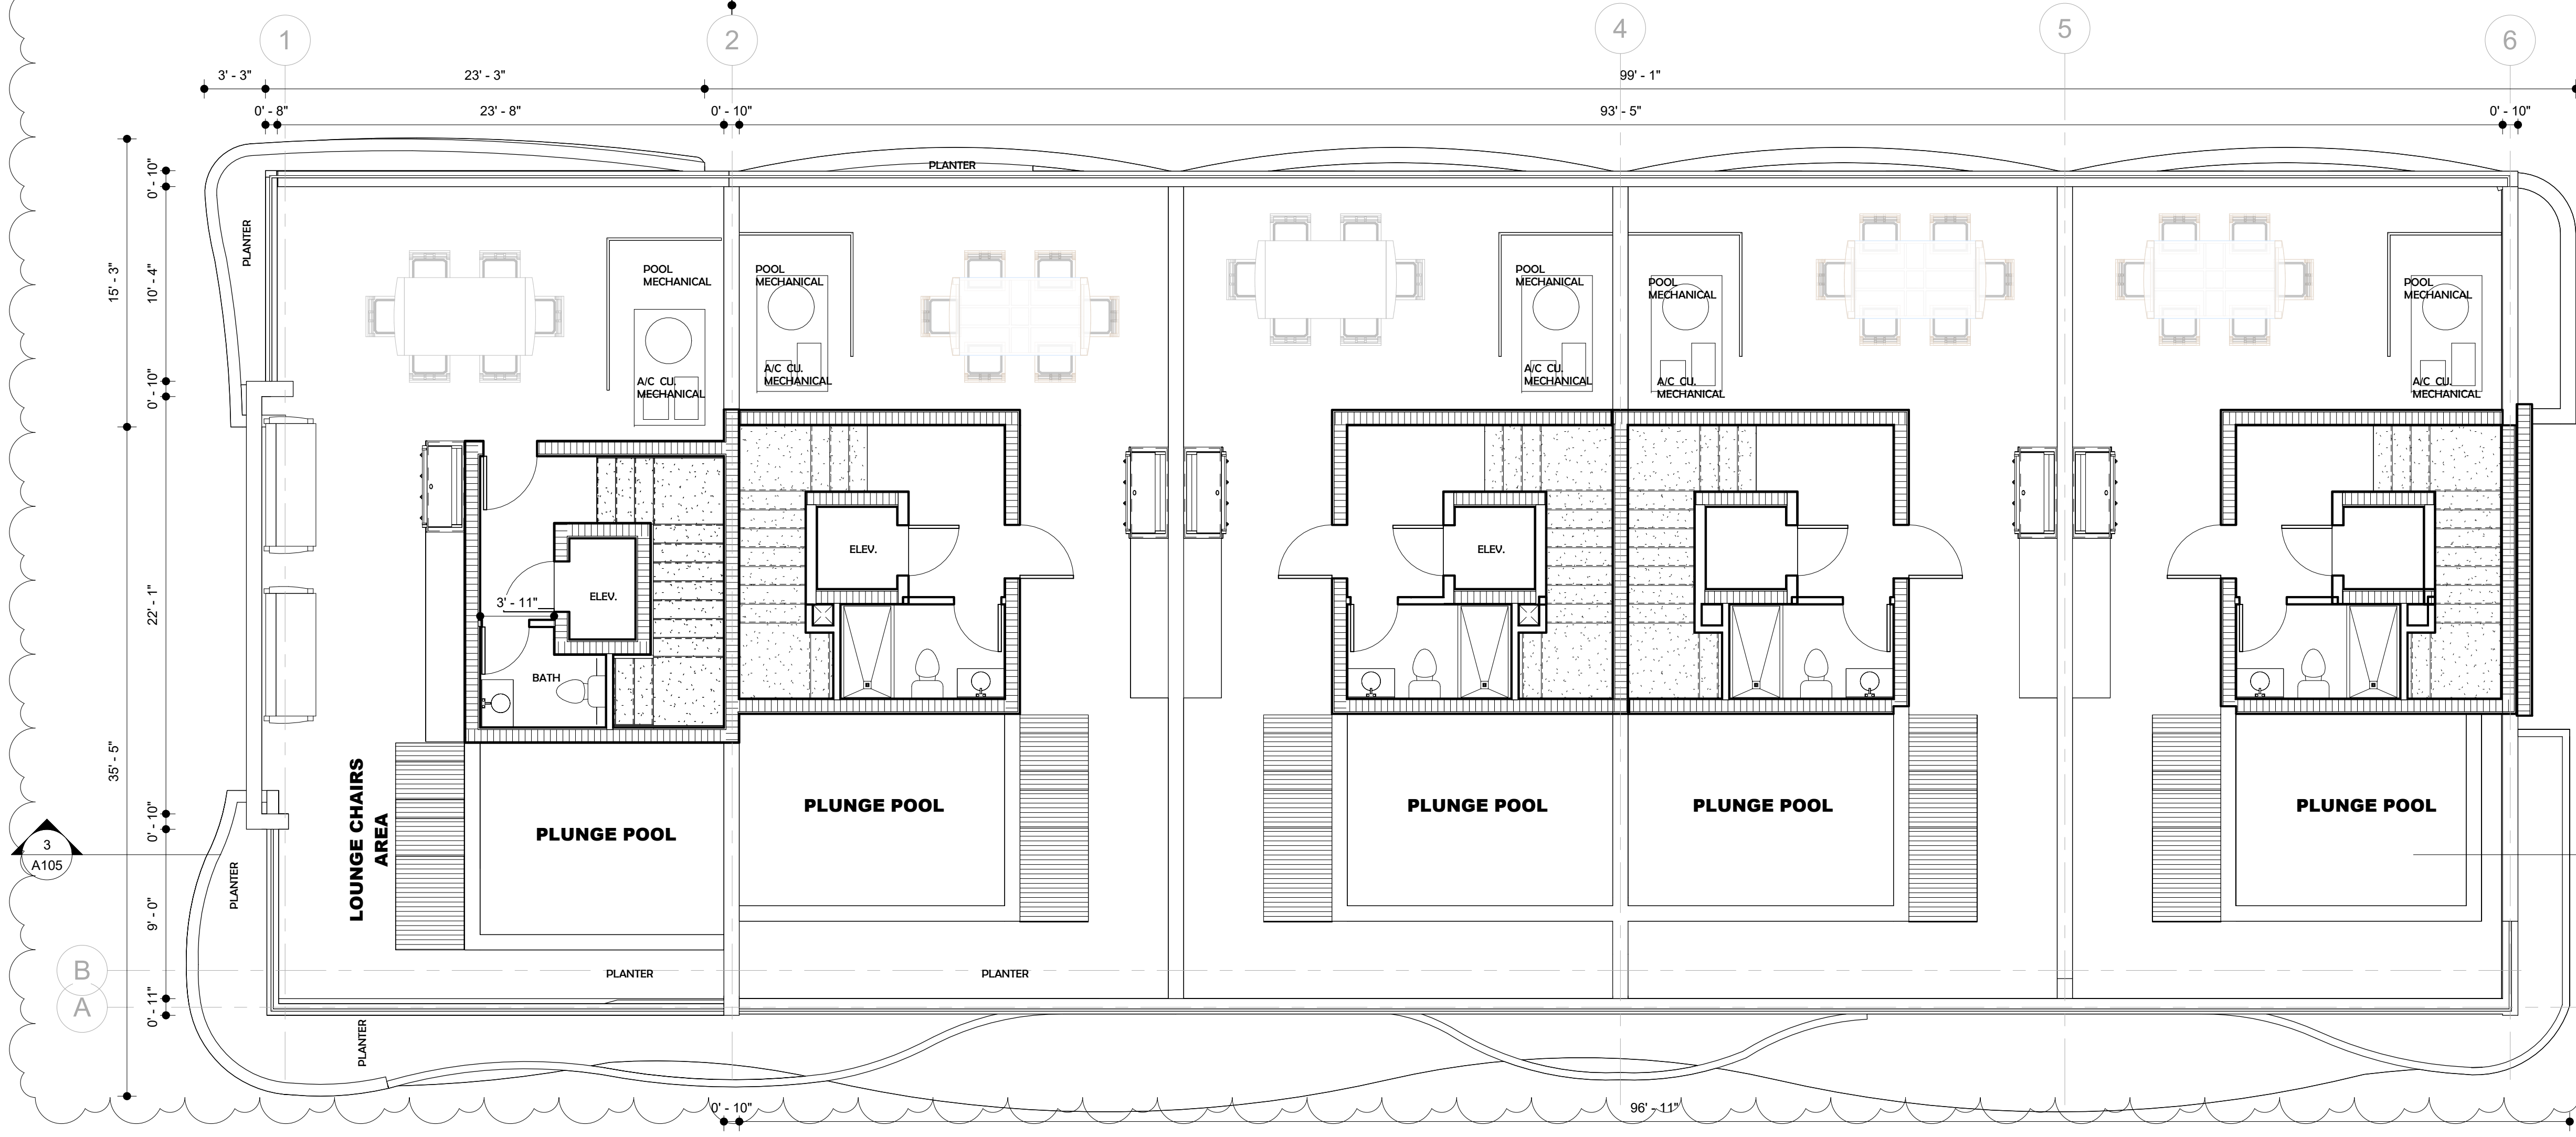 1
2
4
5
6
3' - 3"
23' - 3"
99' - 1"
0' - 8"
23' - 8"
0' - 10"
93' - 5"
0' - 10"
PLANTER
0' - 10"
PLANTER
15' - 3"
10' - 4"
0' - 10"
POOL
MECHANICAL
POOL
MECHANICAL
POOL
MECHANICAL
POOL
MECHANICAL
POOL
MECHANICAL
A/C CU.
MECHANICAL
A/C CU.
MECHANICAL
A/C CU.
MECHANICAL
A/C CU.
MECHANICAL
A/C CU.
MECHANICAL
ELEV.
ELEV.
ELEV.
3' - 11"
22' - 1"
BATH
35' - 5"
LOUNGE CHAIRS
AREA
PLUNGE POOL
PLUNGE POOL
PLUNGE POOL
PLUNGE POOL
PLUNGE POOL
0' - 10"
3
A105
PLANTER
9' - 0"
B
A
PLANTER
PLANTER
0' - 11"
PLANTER
0' - 10"
96' - 11"